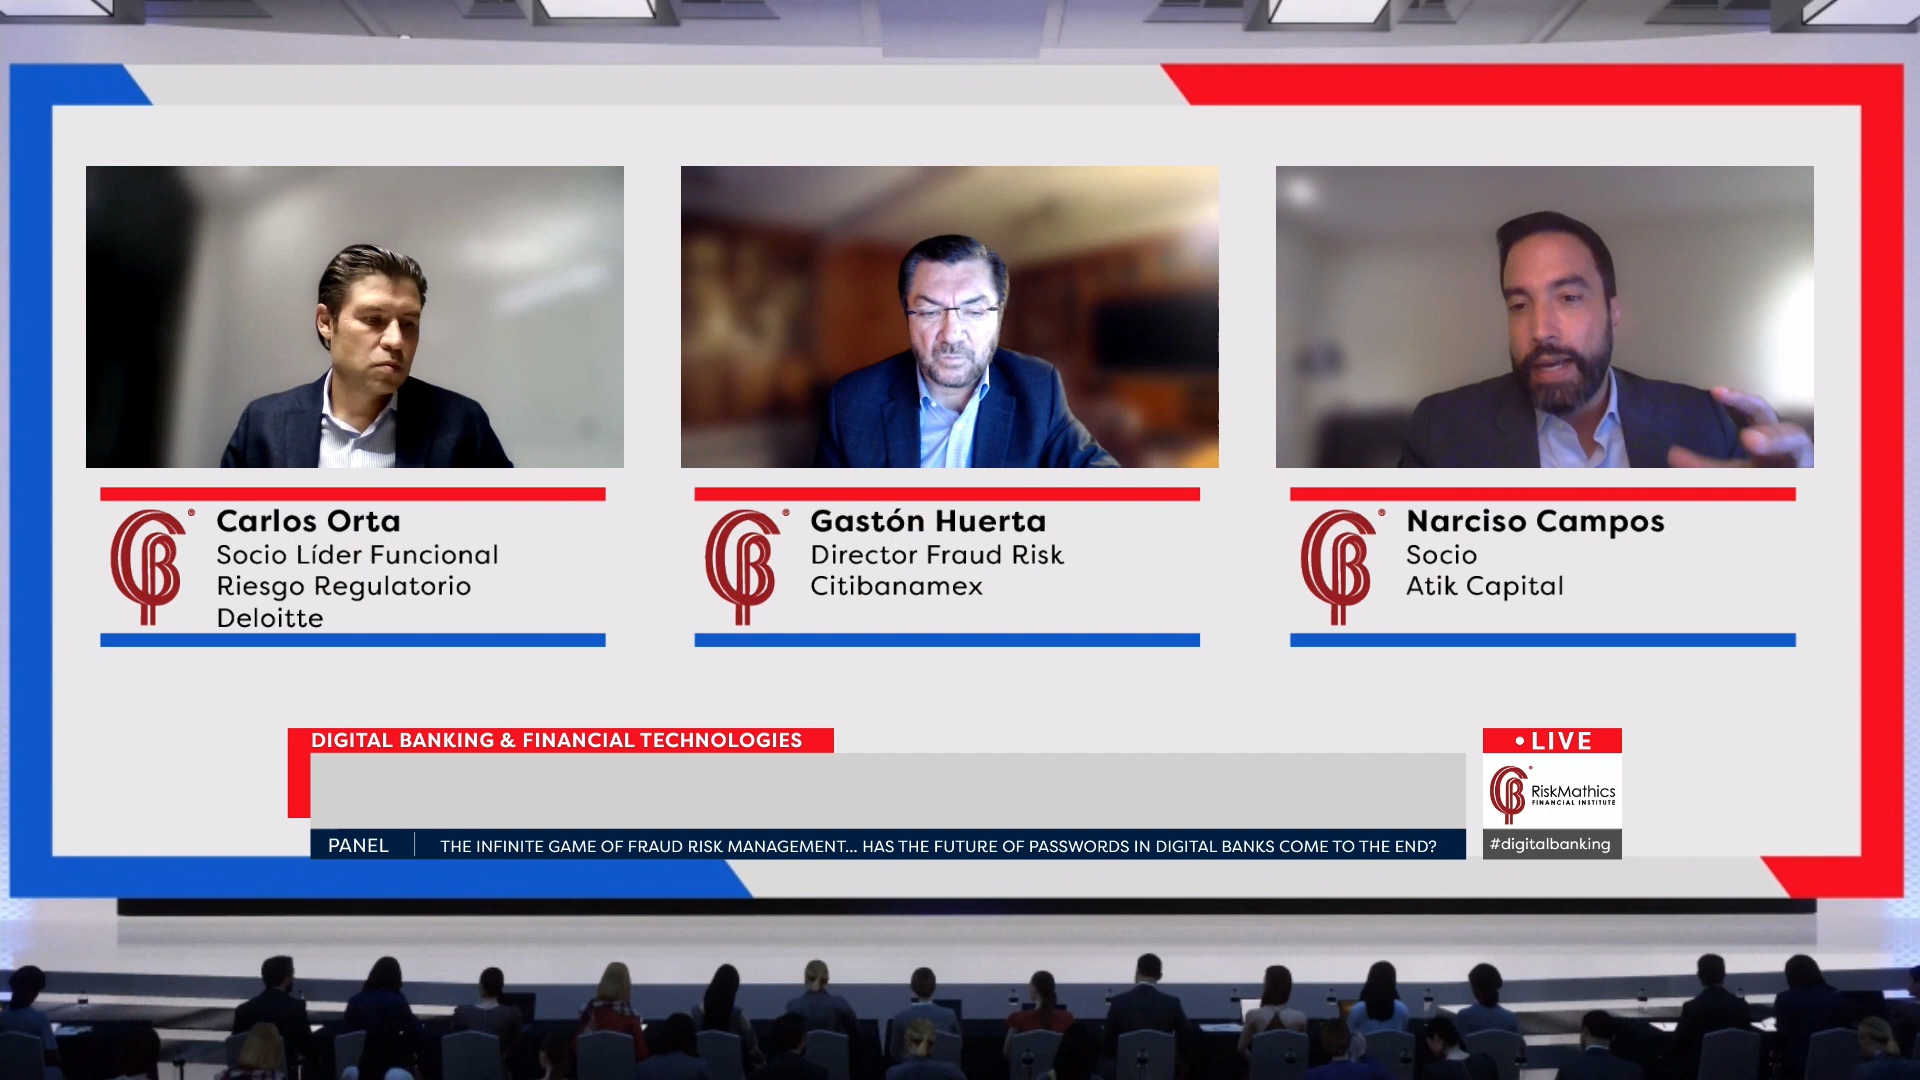 Carlos Orta
Socio Líder Funcional
Riesgo Regulatorio
Deloitte
Gastón Huerta
Director Fraud Risk
Citibanamex
Narciso Campos
Socio
Atik Capital
DIGITAL BANKING & FINANCIAL TECHNOLOGIES
PANEL THE INFINITE GAME OF FRAUD RISK MANAGEMENT... HAS THE FUTURE OF PASSWORDS IN DIGITAL BANKS COME TO THE END?
• LIVE
RiskMathics
FINANCIAL INSTITUTE
#digitalbanking